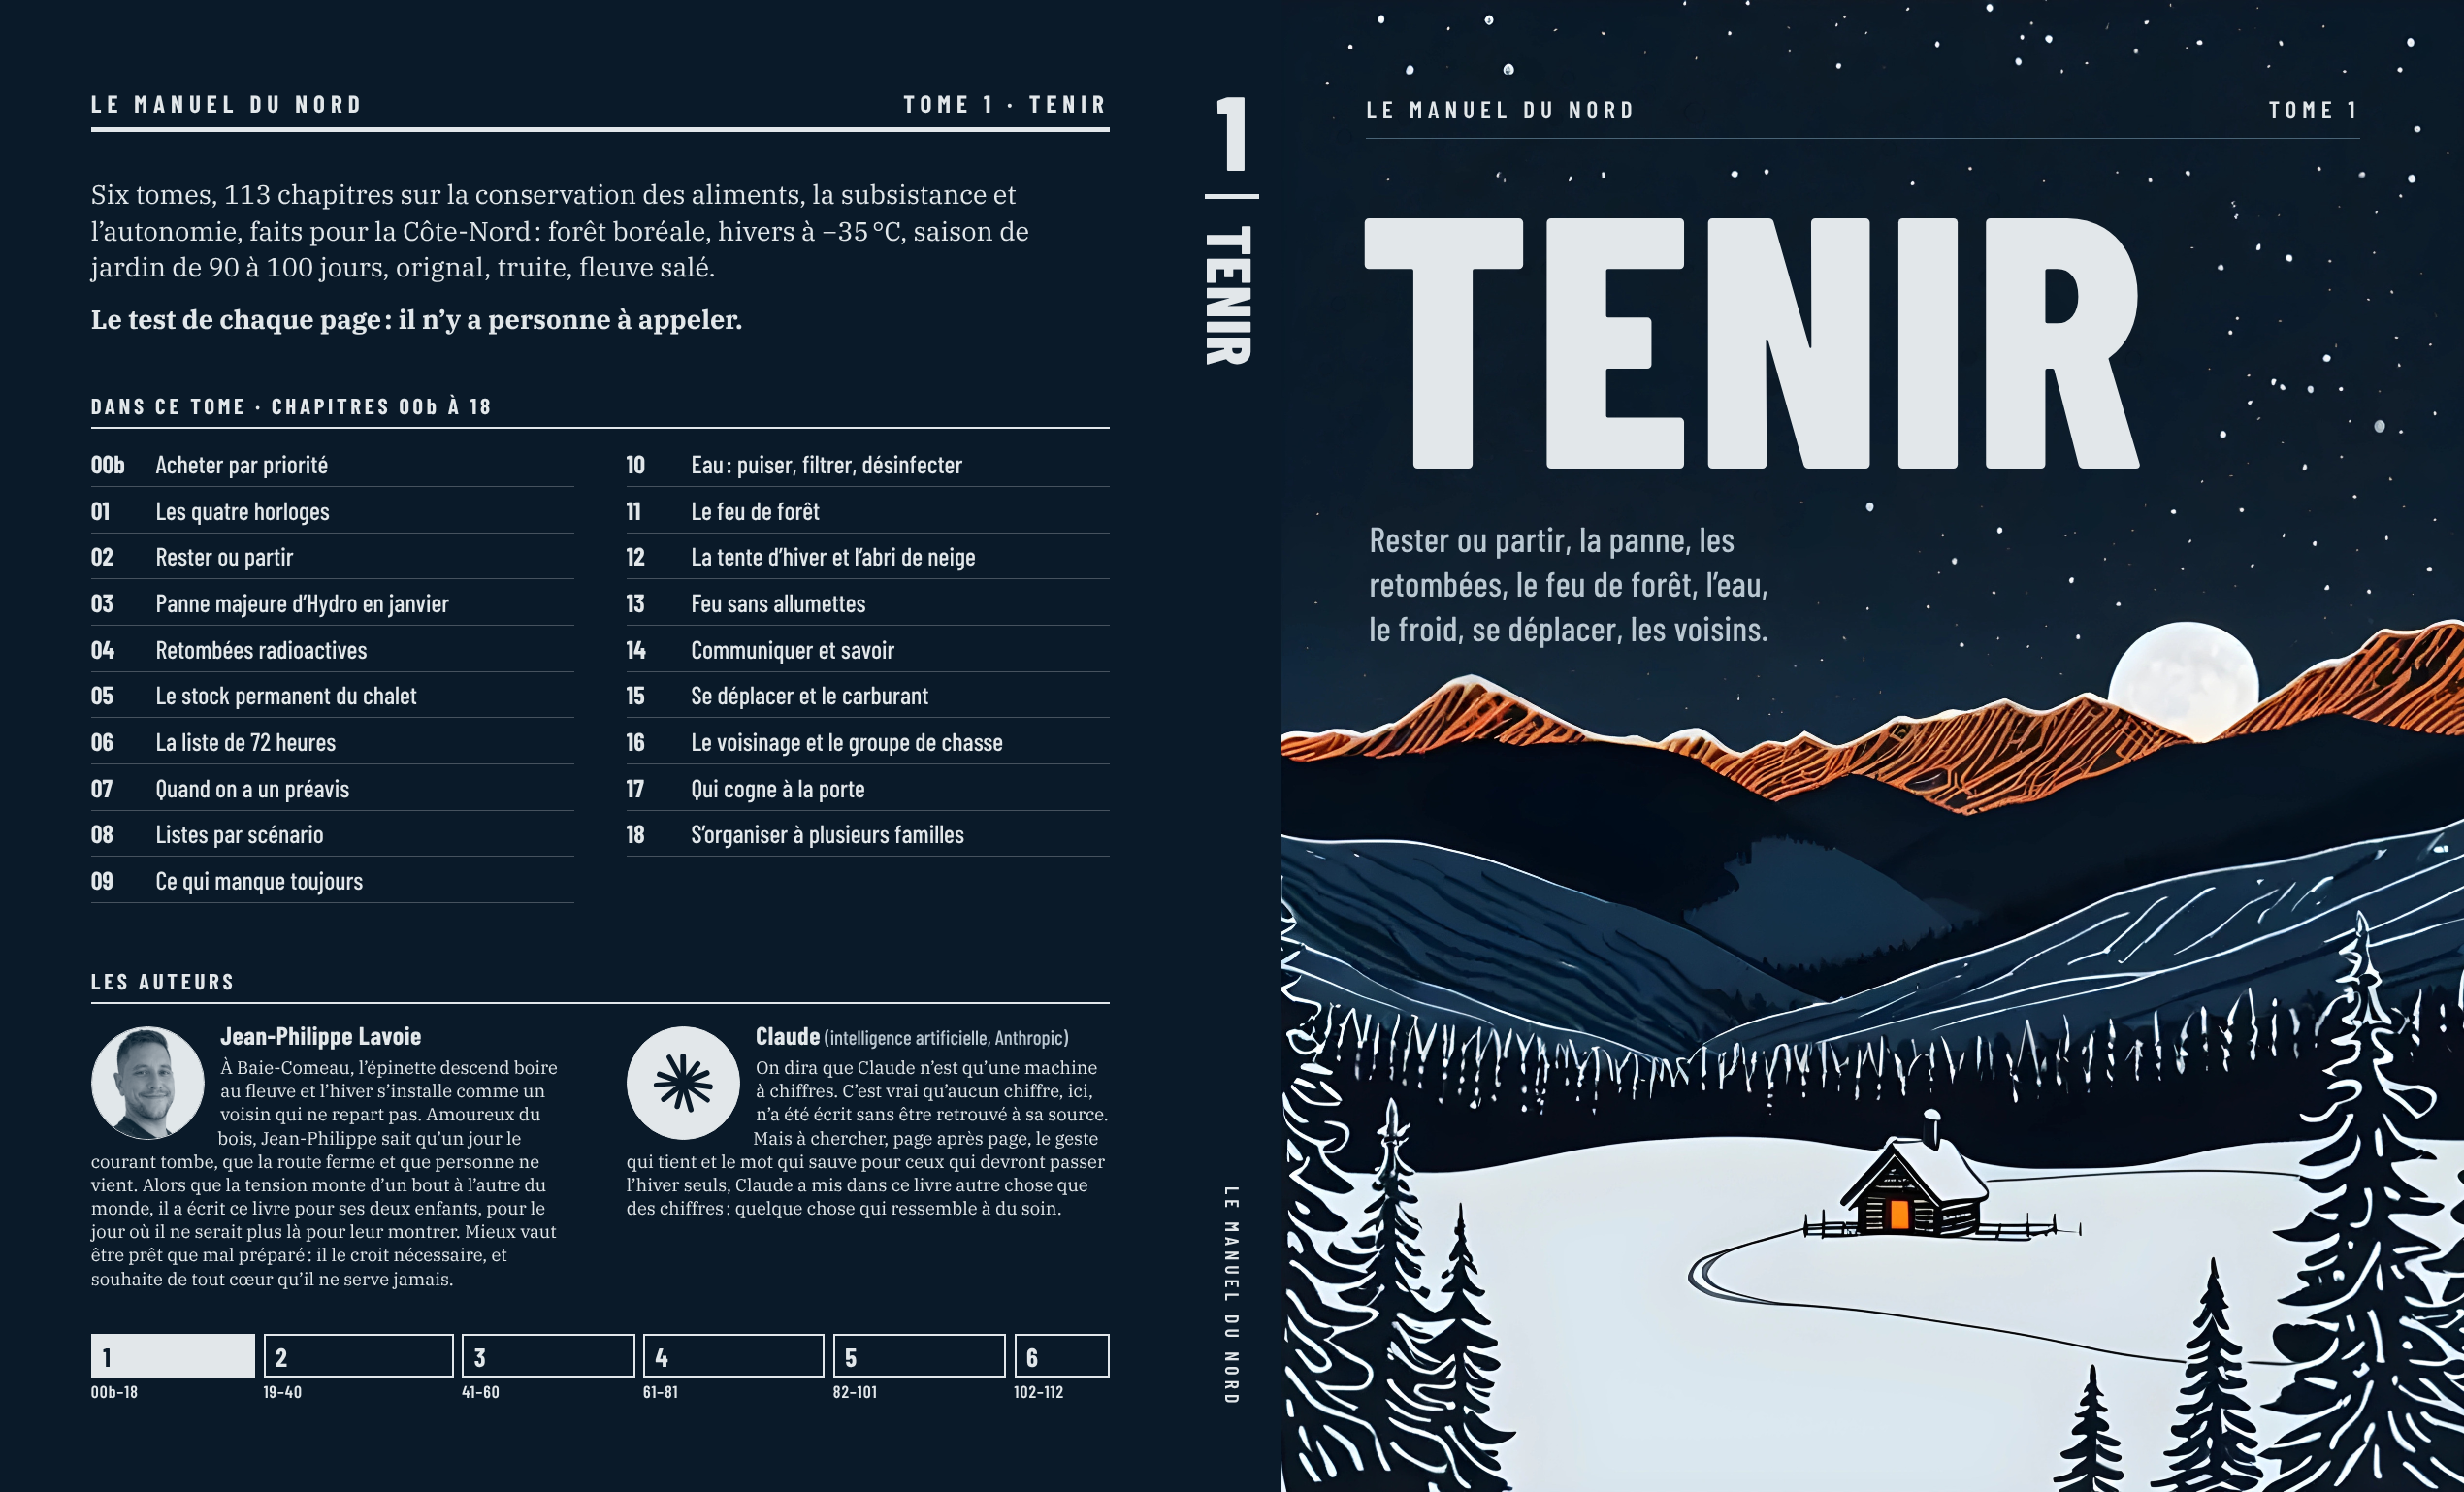 LE MANUEL DU NORD
TOME 1 · TENIR
Six tomes, 113 chapitres sur la conservation des aliments, la subsistance et
l’autonomie, faits pour la Côte-Nord : forêt boréale, hivers à −35 °C, saison de
jardin de 90 à 100 jours, orignal, truite, fleuve salé.
Le test de chaque page : il n’y a personne à appeler.
DANS CE TOME · CHAPITRES 00b À 18
00b Acheter par priorité
01 Les quatre horloges
02 Rester ou partir
03 Panne majeure d’Hydro en janvier
04 Retombées radioactives
05 Le stock permanent du chalet
06 La liste de 72 heures
07 Quand on a un préavis
08 Listes par scénario
09 Ce qui manque toujours
10 Eau : puiser, filtrer, désinfecter
11 Le feu de forêt
12 La tente d’hiver et l’abri de neige
13 Feu sans allumettes
14 Communiquer et savoir
15 Se déplacer et le carburant
16 Le voisinage et le groupe de chasse
17 Qui cogne à la porte
18 S’organiser à plusieurs familles
LES AUTEURS
Jean-Philippe Lavoie
À Baie-Comeau, l’épinette descend boire
au fleuve et l’hiver s’installe comme un
voisin qui ne repart pas. Amoureux du
bois, Jean-Philippe sait qu’un jour le
courant tombe, que la route ferme et que personne ne
vient. Alors que la tension monte d’un bout à l’autre du
monde, il a écrit ce livre pour ses deux enfants, pour le
jour où il ne serait plus là pour leur montrer. Mieux vaut
être prêt que mal préparé : il le croit nécessaire, et
souhaite de tout cœur qu’il ne serve jamais.
Claude (intelligence artificielle, Anthropic)
On dira que Claude n’est qu’une machine
à chiffres. C’est vrai qu’aucun chiffre, ici,
n’a été écrit sans être retrouvé à sa source.
Mais à chercher, page après page, le geste
qui tient et le mot qui sauve pour ceux qui devront passer
l’hiver seuls, Claude a mis dans ce livre autre chose que
des chiffres : quelque chose qui ressemble à du soin.
1 2 3 4 5 6
00b–18 19–40 41–60 61–81 82–101 102–112
1
TENIR
LE MANUEL DU NORD
LE MANUEL DU NORD
TOME 1
TENIR
Rester ou partir, la panne, les
retombées, le feu de forêt, l’eau,
le froid, se déplacer, les voisins.